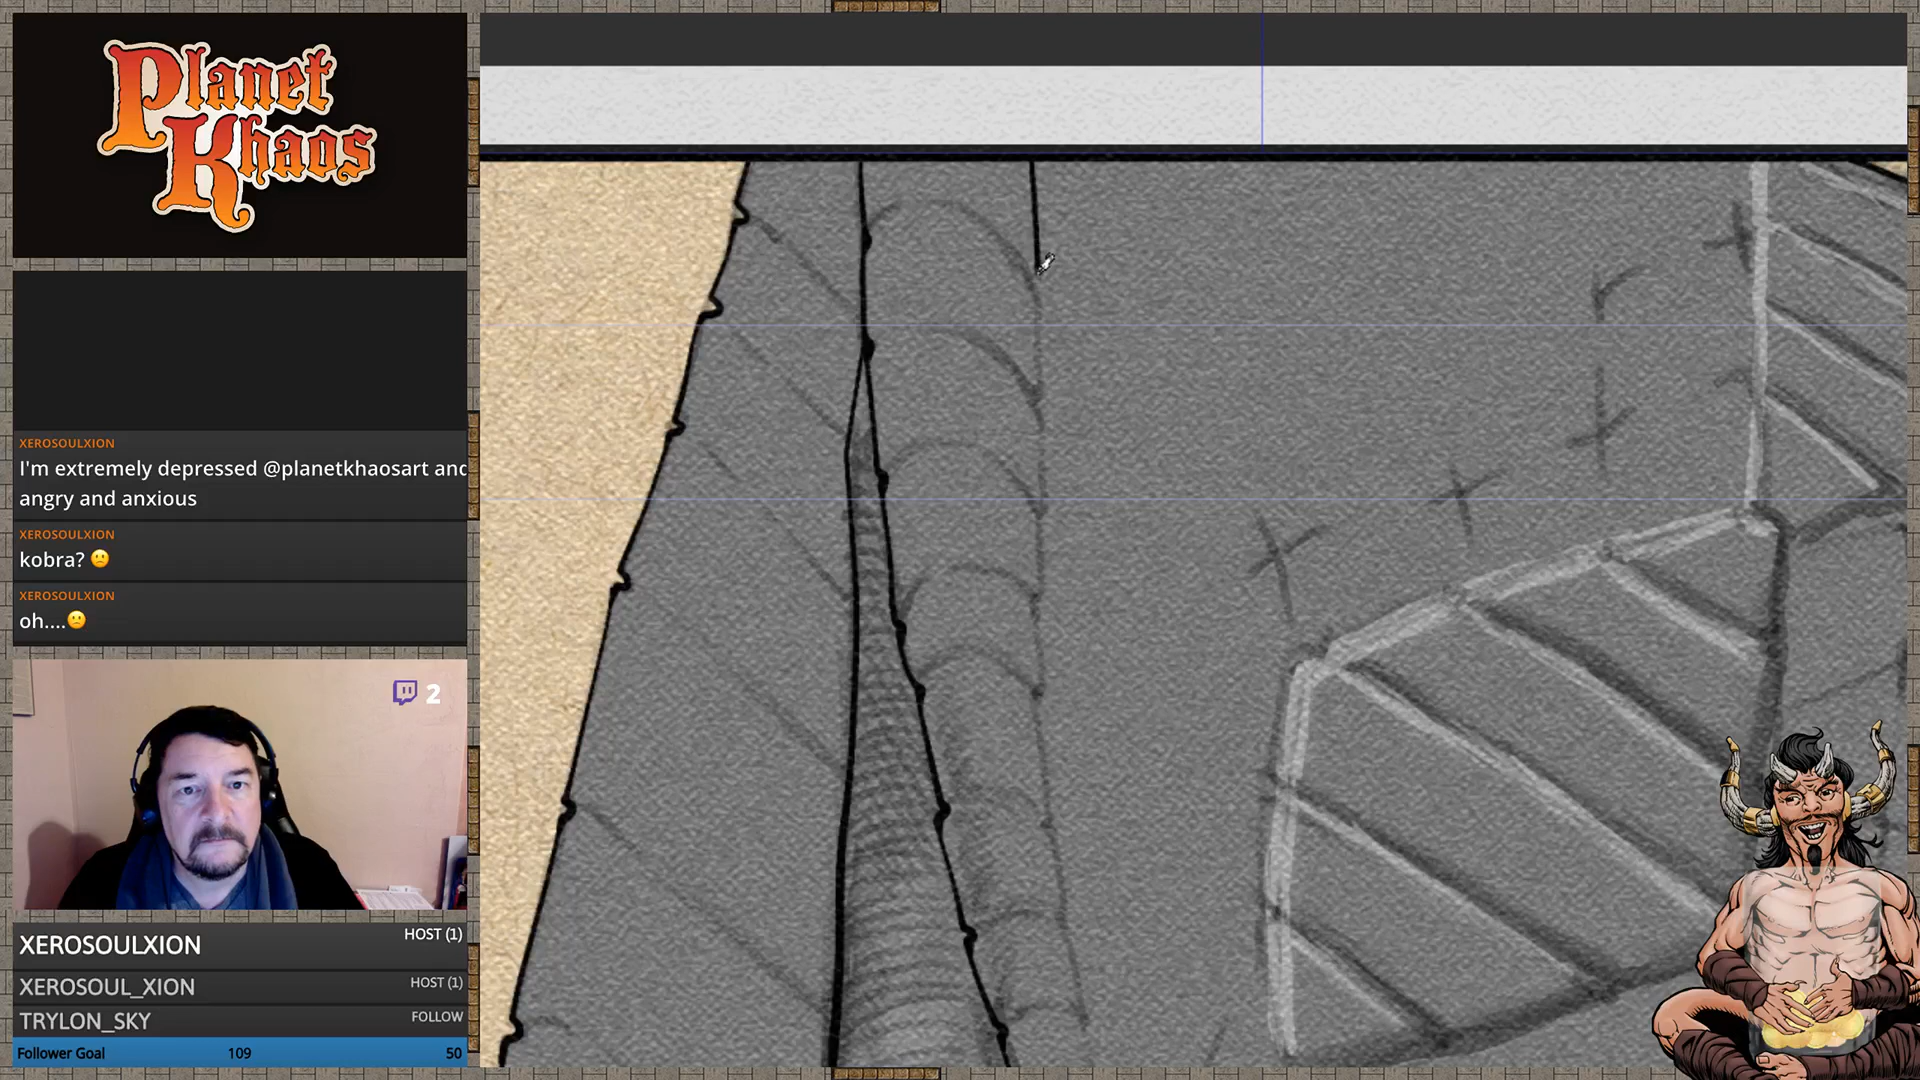 Planet
Khaos
XEROSOULXION
I'm extremely depressed @planetkhaosart and
angry and anxious
XEROSOULXION
kobra? 🙁
XEROSOULXION
oh....🙁
2
XEROSOULXION HOST (1)
XEROSOUL_XION HOST (1)
TRYLON_SKY FOLLOW
Follower Goal 109 50